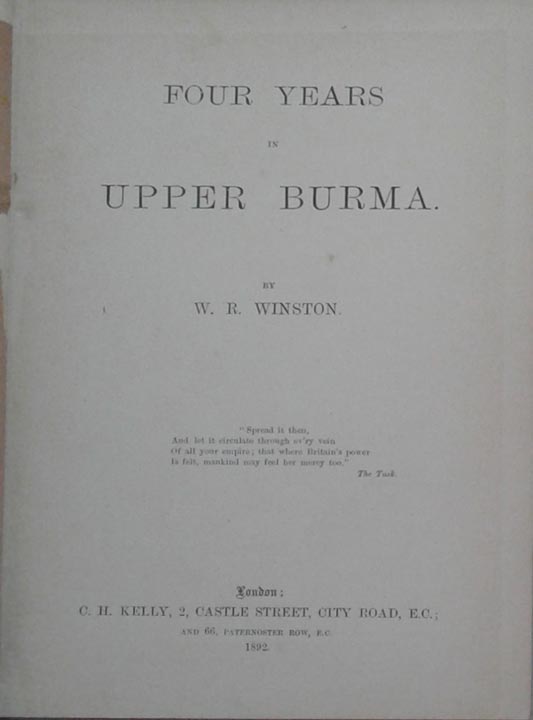 FOUR YEARS
IN
UPPER BURMA.
BY
W. R. WINSTON.
"Spread it then,
And let it circulate through ev'ry vein
Of all your empire; that where Britain's power
Is felt, mankind may feel her mercy too."
The Task.
London:
C. H. KELLY, 2, CASTLE STREET, CITY ROAD, E.C.;
AND 66, PATERNOSTER ROW, E.C.
1892.